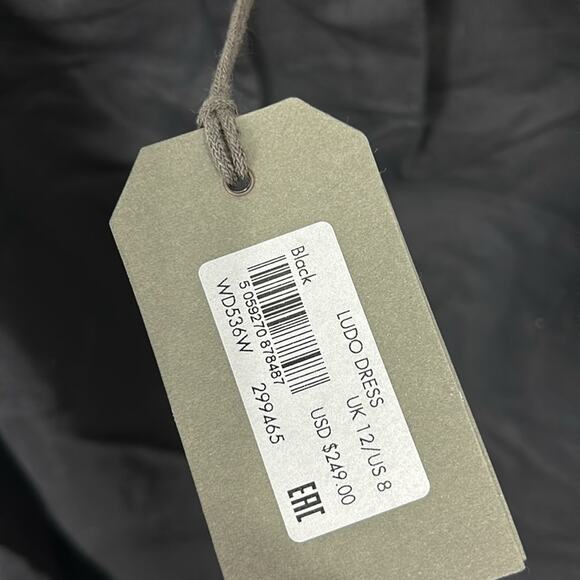 LUDO DRESS
UK 12/US 8
USD $249.00
Black
5 059270 878487
WD536W 299465
EAC